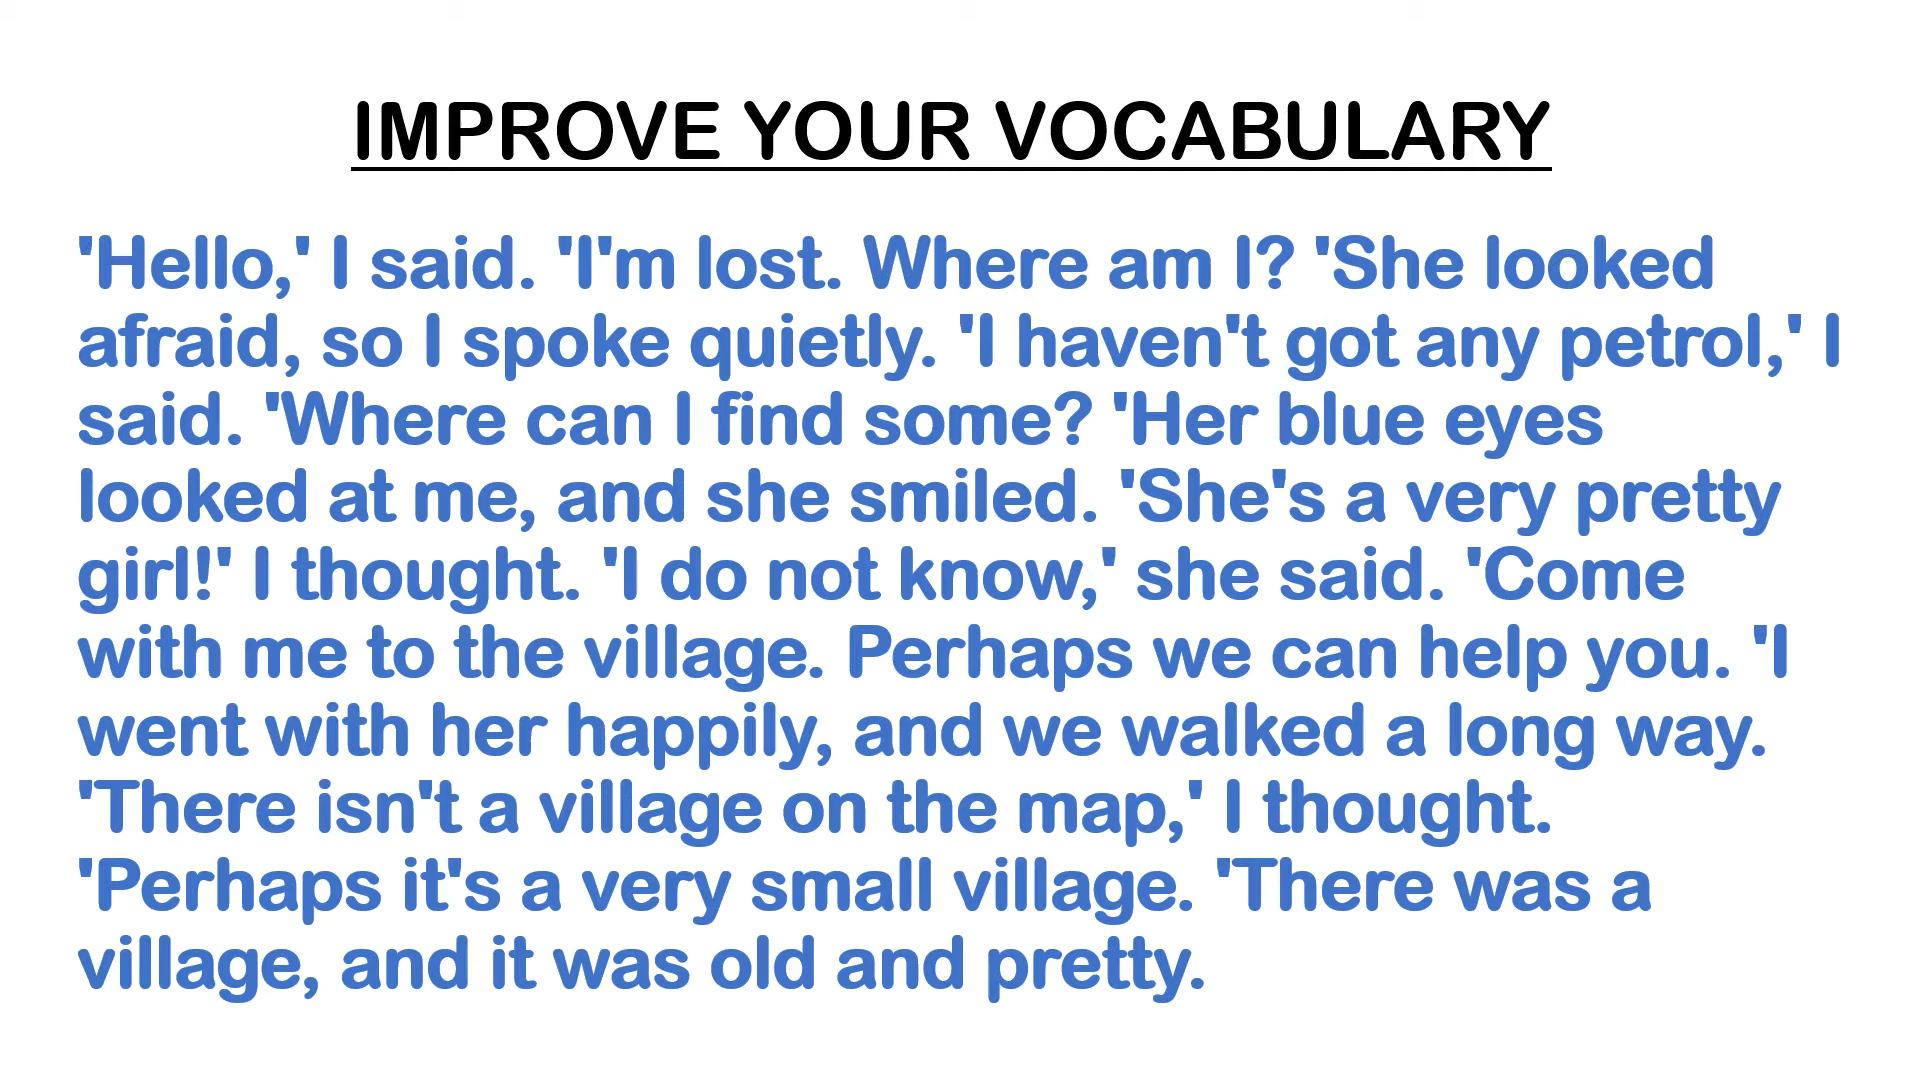 IMPROVE YOUR VOCABULARY
'Hello,' I said. 'I'm lost. Where am I? 'She looked
afraid, so I spoke quietly. 'I haven't got any petrol,' I
said. 'Where can I find some? 'Her blue eyes
looked at me, and she smiled. 'She's a very pretty
girl!' I thought. 'I do not know,' she said. 'Come
with me to the village. Perhaps we can help you. 'I
went with her happily, and we walked a long way.
'There isn't a village on the map,' I thought.
'Perhaps it's a very small village. 'There was a
village, and it was old and pretty.